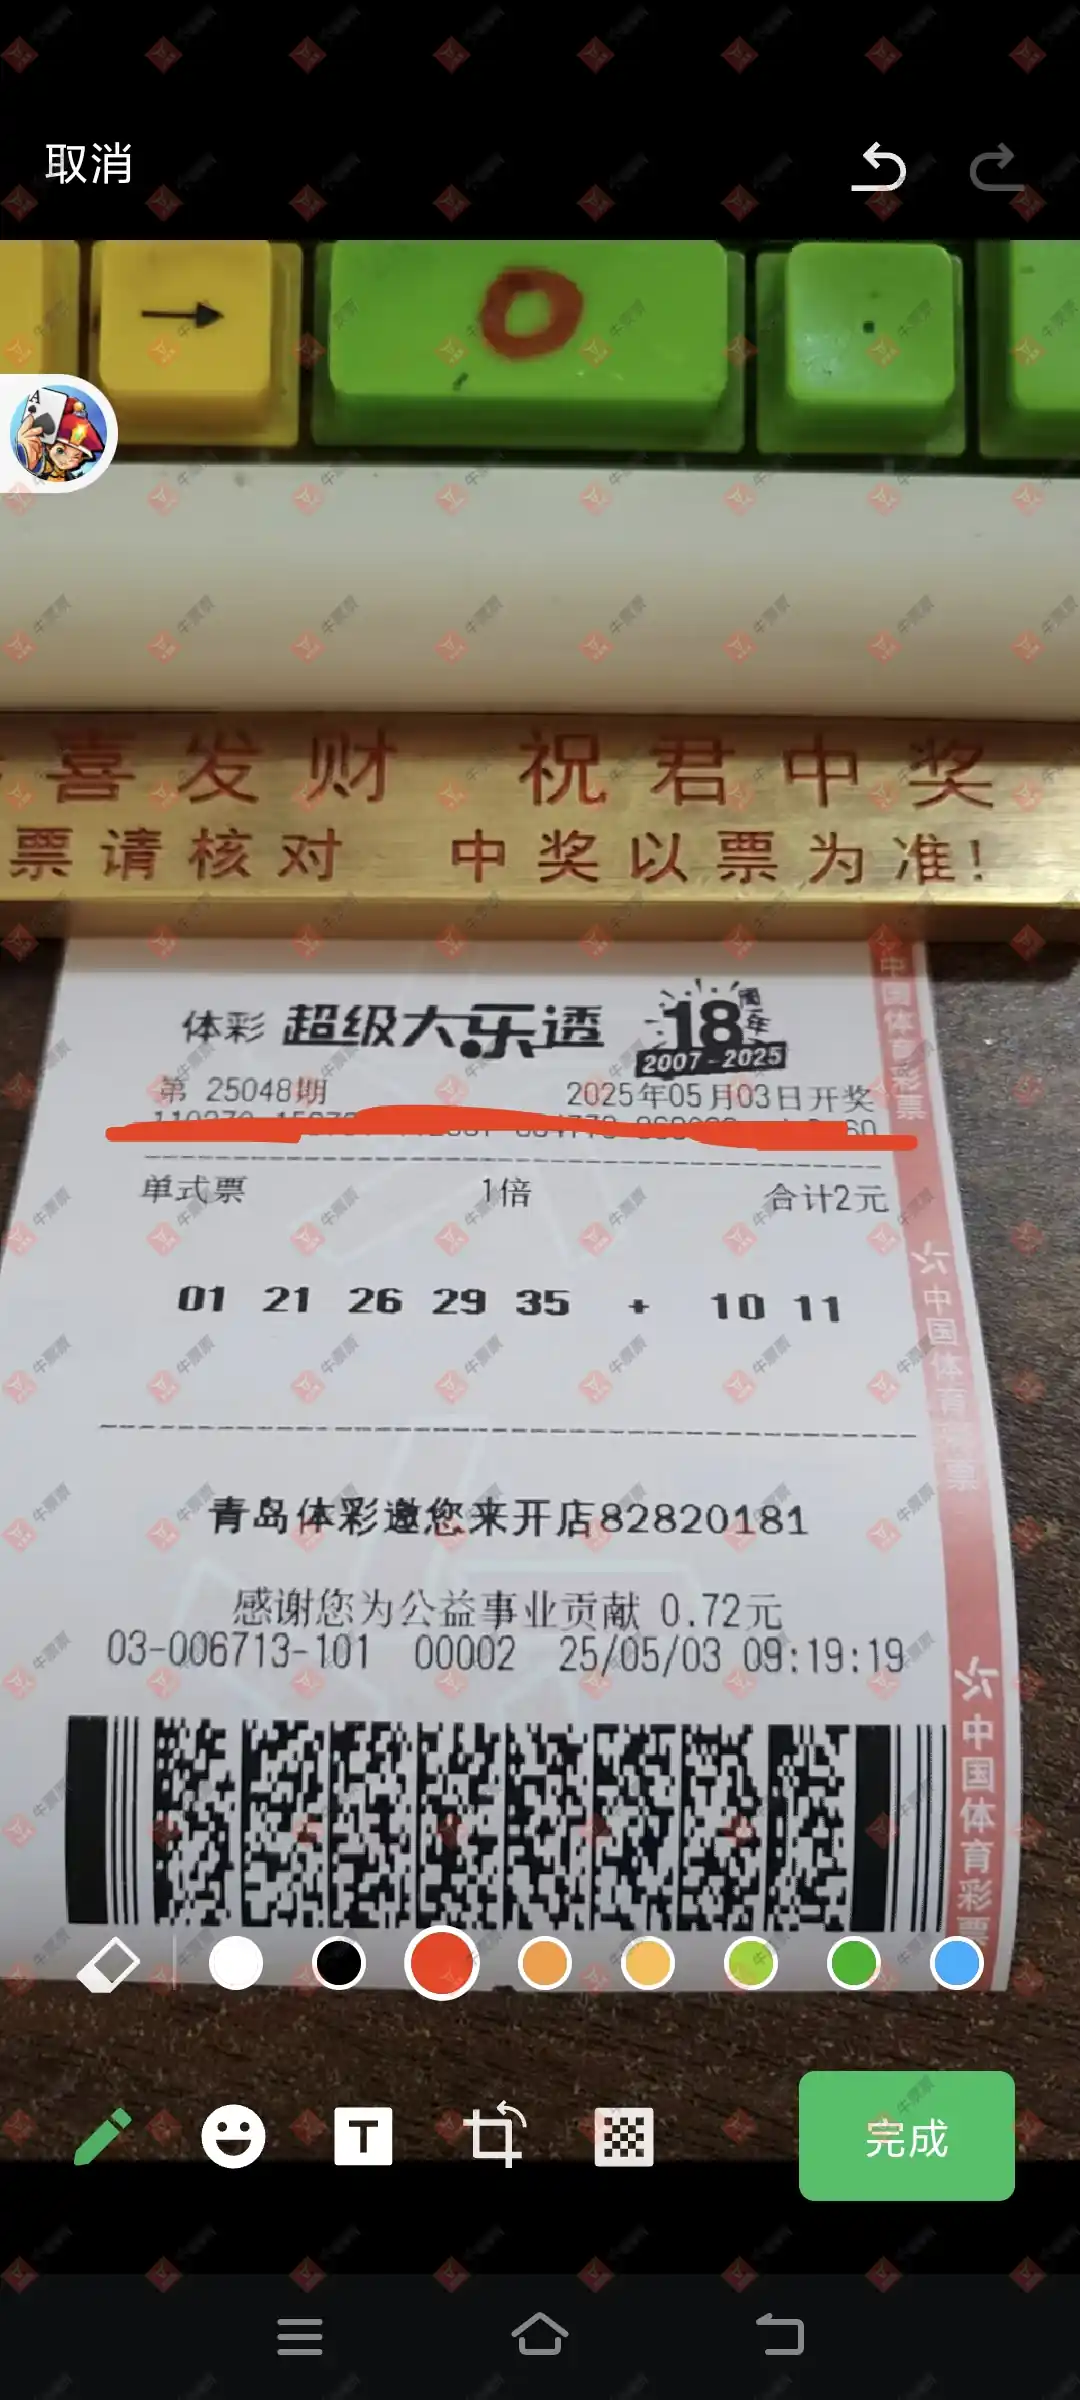 取消
喜发财 祝君中奖
票请核对 中奖以票为准!
体彩 超级大乐透 18周年
2007-2025
第 25048期 2025年05月03日开奖
单式票 1倍 合计2元
01 21 26 29 35 + 10 11
青岛体彩邀您来开店82820181
感谢您为公益事业贡献 0.72元
03-006713-101 00002 25/05/03 09:19:19
中国体育彩票
中国体育彩票
中国体育彩票
T
完成
牛票票